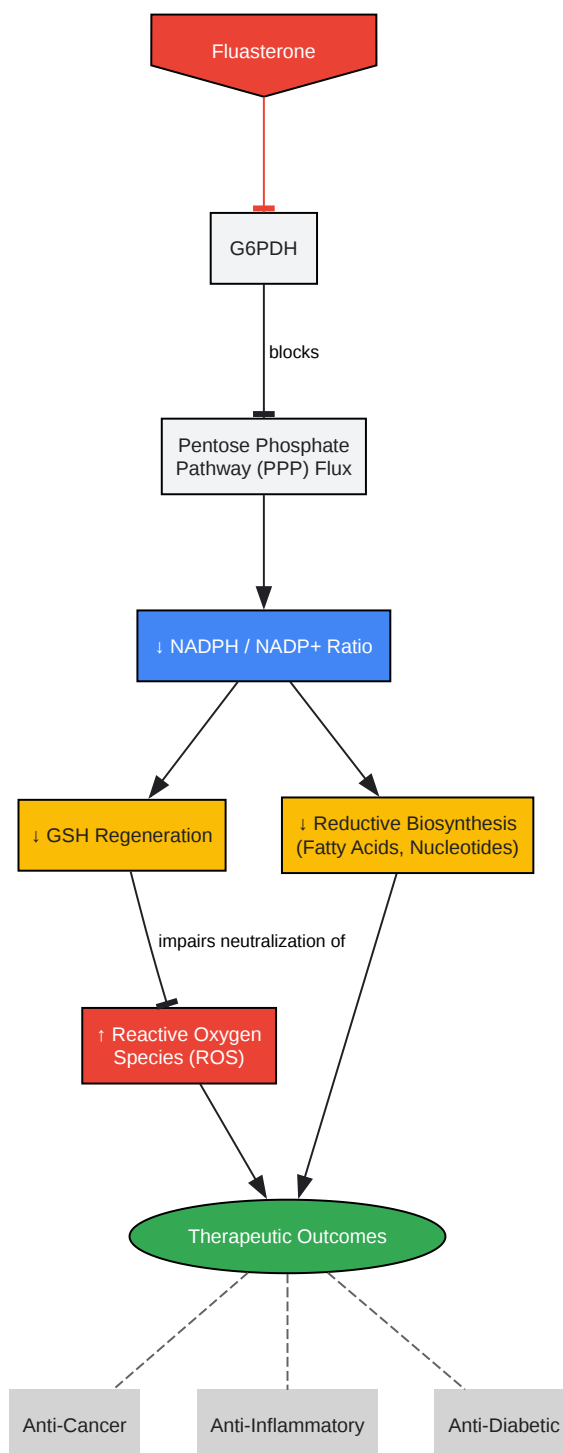 Fluasterone
G6PDH
blocks
Pentose Phosphate
Pathway (PPP) Flux
↓ NADPH / NADP+ Ratio
↓ GSH Regeneration
↓ Reductive Biosynthesis
(Fatty Acids, Nucleotides)
impairs neutralization of
↑ Reactive Oxygen
Species (ROS)
Therapeutic Outcomes
Anti-Cancer
Anti-Inflammatory
Anti-Diabetic